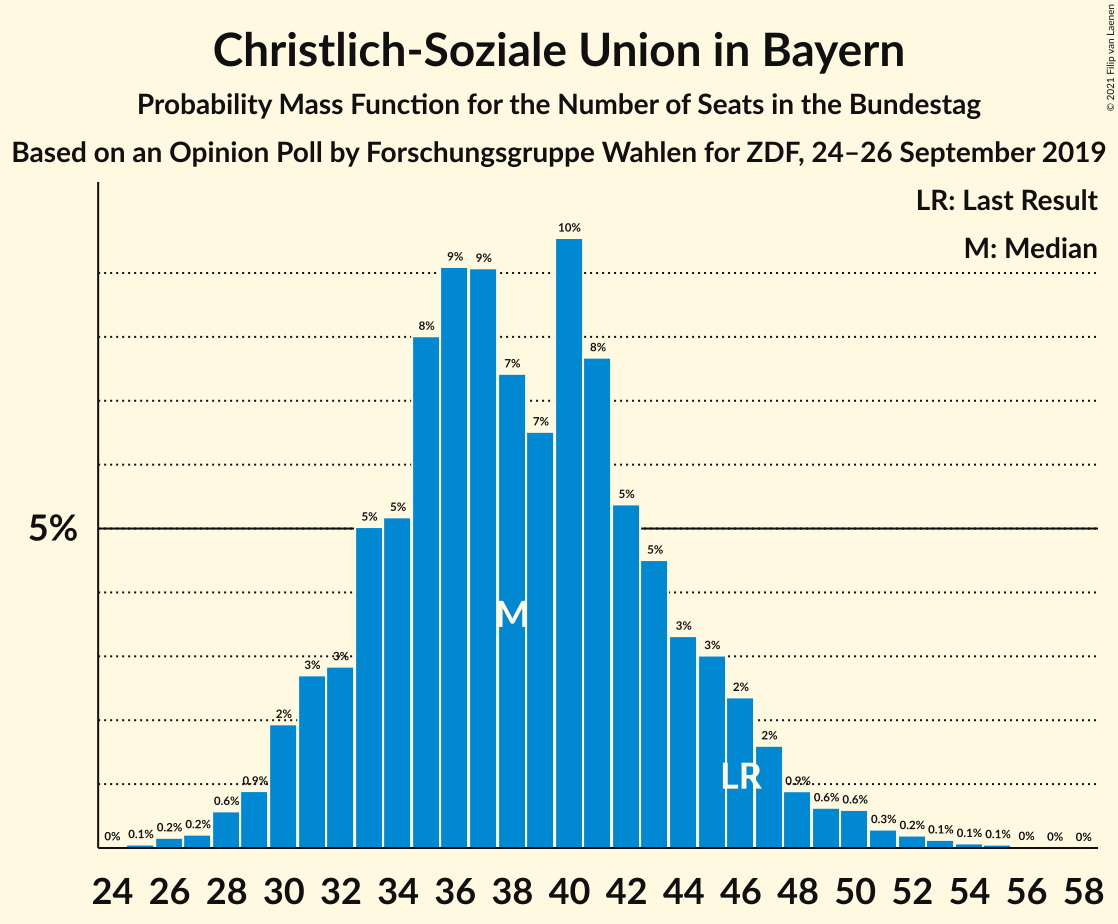 Christlich-Soziale Union in Bayern
Probability Mass Function for the Number of Seats in the Bundestag
Based on an Opinion Poll by Forschungsgruppe Wahlen for ZDF, 24–26 September 2019
© 2021 Filip van Laenen
LR: Last Result
M: Median
5%
0% 0.1% 0.2% 0.2% 0.6% 0.9% 2% 3% 3% 5% 5% 8% 9% 9% 7% 7% 10% 8% 5% 5% 3% 3% 2% 2% 0.9% 0.6% 0.6% 0.3% 0.2% 0.1% 0.1% 0.1% 0% 0% 0%
M
LR
24 26 28 30 32 34 36 38 40 42 44 46 48 50 52 54 56 58